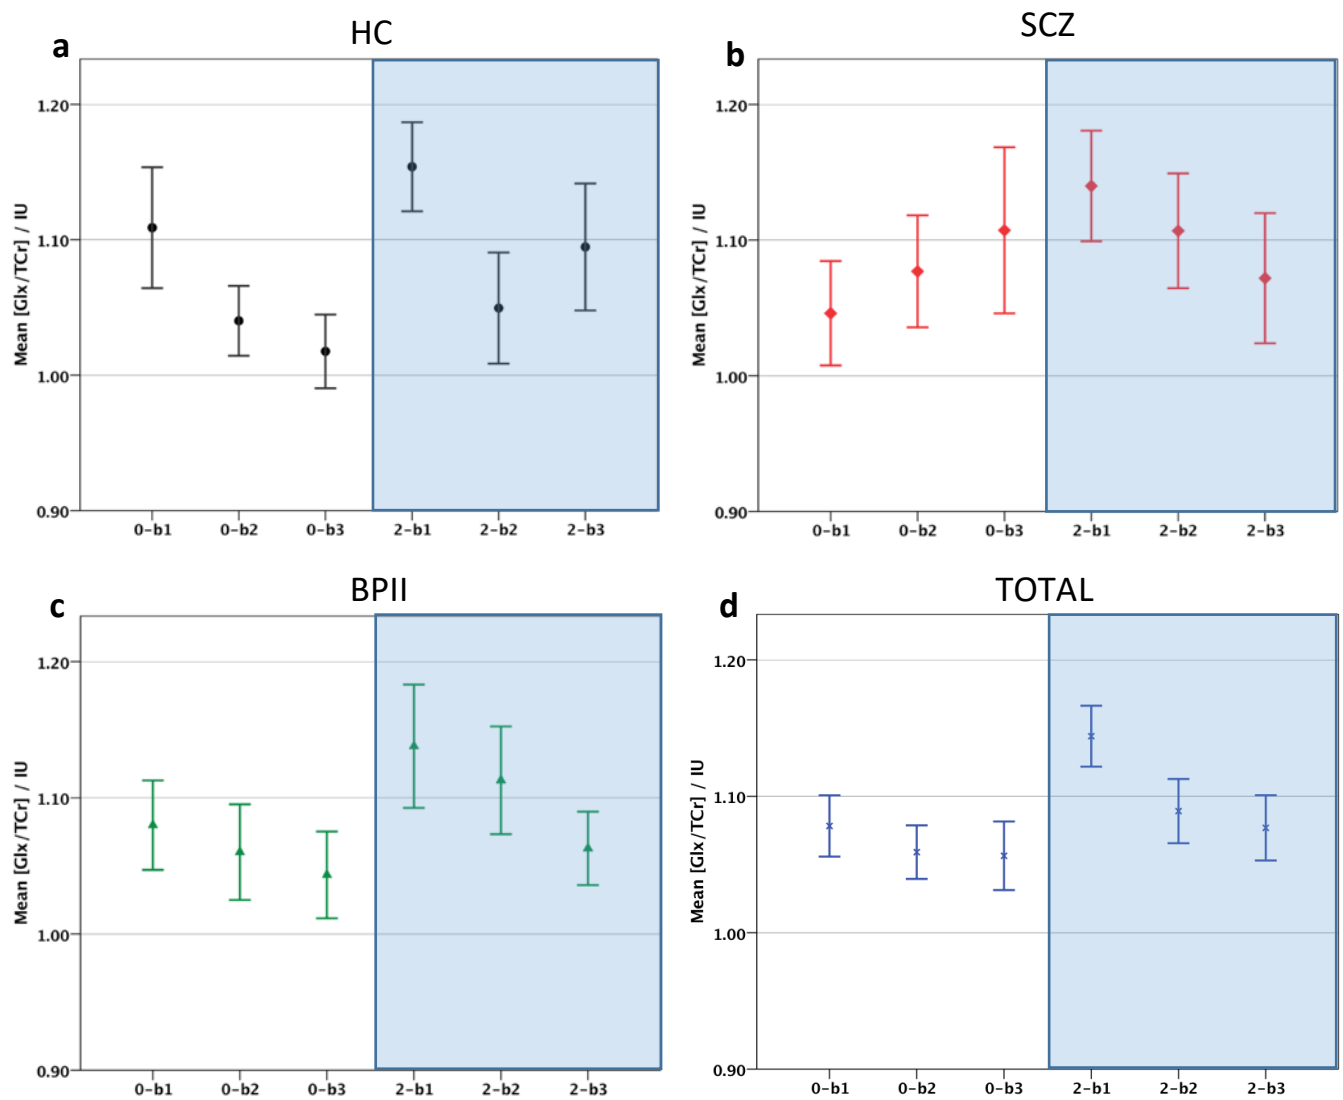 a
HC
1.20
1.10
1.00
0.90
Mean [Glx/TCr] / IU
0-b1 0-b2 0-b3 2-b1 2-b2 2-b3
b
SCZ
1.20
1.10
1.00
0.90
Mean [Glx/TCr] / IU
0-b1 0-b2 0-b3 2-b1 2-b2 2-b3
c
BPII
1.20
1.10
1.00
0.90
Mean [Glx/TCr] / IU
0-b1 0-b2 0-b3 2-b1 2-b2 2-b3
d
TOTAL
1.20
1.10
1.00
0.90
Mean [Glx/TCr] / IU
0-b1 0-b2 0-b3 2-b1 2-b2 2-b3